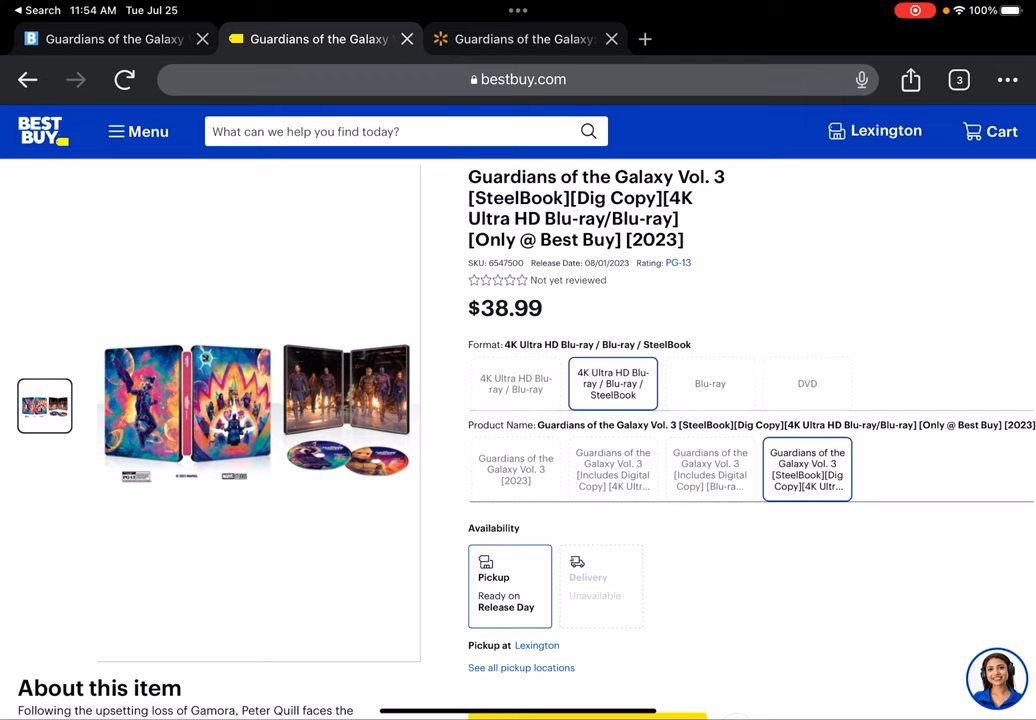 Search 11:54 AM Tue Jul 25
100%
Guardians of the Galaxy
Guardians of the Galaxy
Guardians of the Galaxy:
bestbuy.com
3
BEST BUY
Menu
What can we help you find today?
Lexington
Cart
Guardians of the Galaxy Vol. 3
[SteelBook][Dig Copy][4K
Ultra HD Blu-ray/Blu-ray]
[Only @ Best Buy] [2023]
SKU: 6547500 Release Date: 08/01/2023 Rating: PG-13
Not yet reviewed
$38.99
Format: 4K Ultra HD Blu-ray / Blu-ray / SteelBook
4K Ultra HD Blu-
ray / Blu-ray
4K Ultra HD Blu-
ray / Blu-ray /
SteelBook
Blu-ray
DVD
Product Name: Guardians of the Galaxy Vol. 3 [SteelBook][Dig Copy][4K Ultra HD Blu-ray/Blu-ray] [Only @ Best Buy] [2023]
Guardians of the
Galaxy Vol. 3
[2023]
Guardians of the
Galaxy Vol. 3
[Includes Digital
Copy] [4K Ultr...
Guardians of the
Galaxy Vol. 3
[Includes Digital
Copy] [Blu-ra...
Guardians of the
Galaxy Vol. 3
[SteelBook][Dig
Copy][4K Ultr...
Availability
Pickup
Ready on
Release Day
Delivery
Unavailable
Pickup at Lexington
See all pickup locations
About this item
Following the upsetting loss of Gamora, Peter Quill faces the